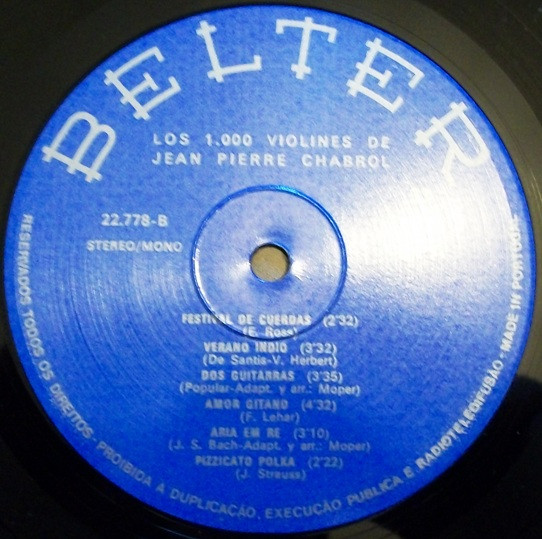 BELTER
LOS 1.000 VIOLINES DE
JEAN PIERRE CHABROL
22.778-B
STEREO/MONO
FESTIVAL DE CUERDAS (2'32)
(E. Ross)
VERANO INDIO (3'32)
(De Santis-V. Herbert)
DOS GUITARRAS (3'35)
(Popular-Adapt. y arr.: Moper)
AMOR GITANO (4'32)
(F. Lehar)
ARIA EM RE (3'10)
(J. S. Bach-Adapt. y arr.: Moper)
PIZZICATO POLKA (2'22)
(J. Strauss)
RESERVADOS TODOS OS DIREITOS - PROIBIDA A DUPLICAÇÃO, EXECUÇÃO PUBLICA E RADIOTELEDIFUSÃO - MADE IN PORTUGAL